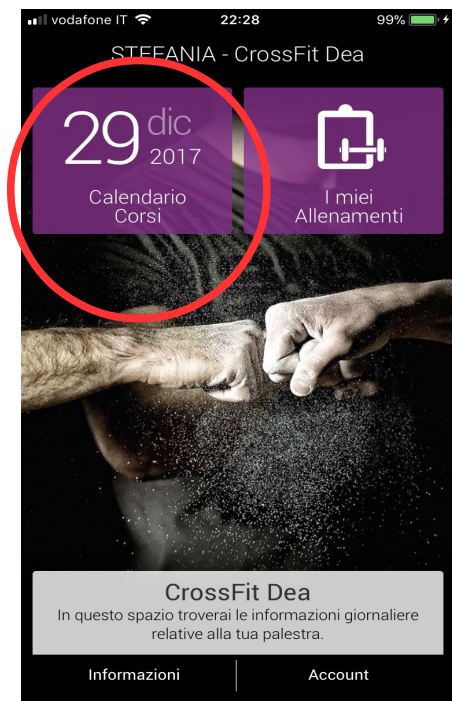 vodafone IT 22:28 99%
STEFANIA - CrossFit Dea
29 dic
2017
Calendario
Corsi
I miei
Allenamenti
CrossFit Dea
In questo spazio troverai le informazioni giornaliere
relative alla tua palestra.
Informazioni
Account